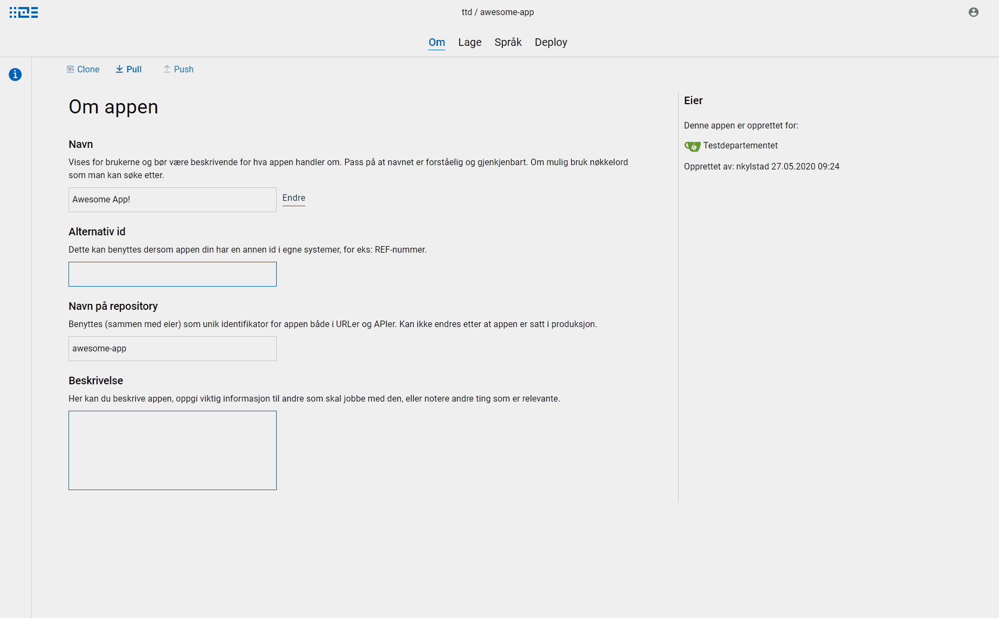 ttd / awesome-app
Om Lage Språk Deploy
Clone Pull Push
Om appen
Navn
Vises for brukerne og bør være beskrivende for hva appen handler om. Pass på at navnet er forståelig og gjenkjenbart. Om mulig bruk nøkkelord
som man kan søke etter.
Awesome App! Endre
Alternativ id
Dette kan benyttes dersom appen din har en annen id i egne systemer, for eks: REF-nummer.
Navn på repository
Benyttes (sammen med eier) som unik identifikator for appen både i URLer og APIer. Kan ikke endres etter at appen er satt i produksjon.
awesome-app
Beskrivelse
Her kan du beskrive appen, oppgi viktig informasjon til andre som skal jobbe med den, eller notere andre ting som er relevante.
Eier
Denne appen er opprettet for:
Testdepartementet
Opprettet av: nkylstad 27.05.2020 09:24